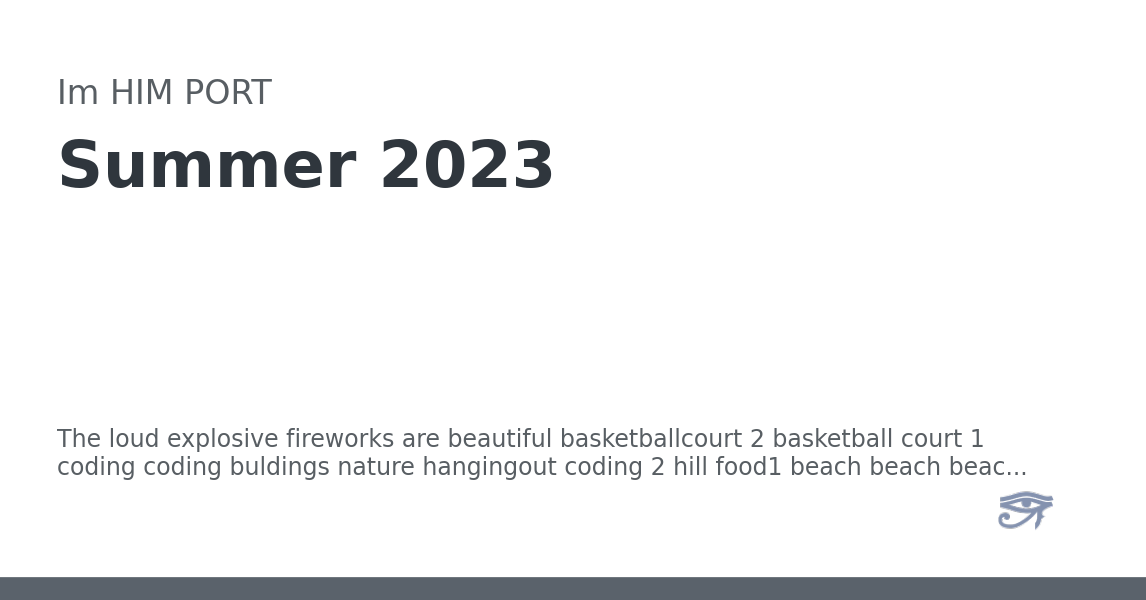 Im HIM PORT
Summer 2023
The loud explosive fireworks are beautiful basketballcourt 2 basketball court 1
coding coding buldings nature hangingout coding 2 hill food1 beach beach beac...